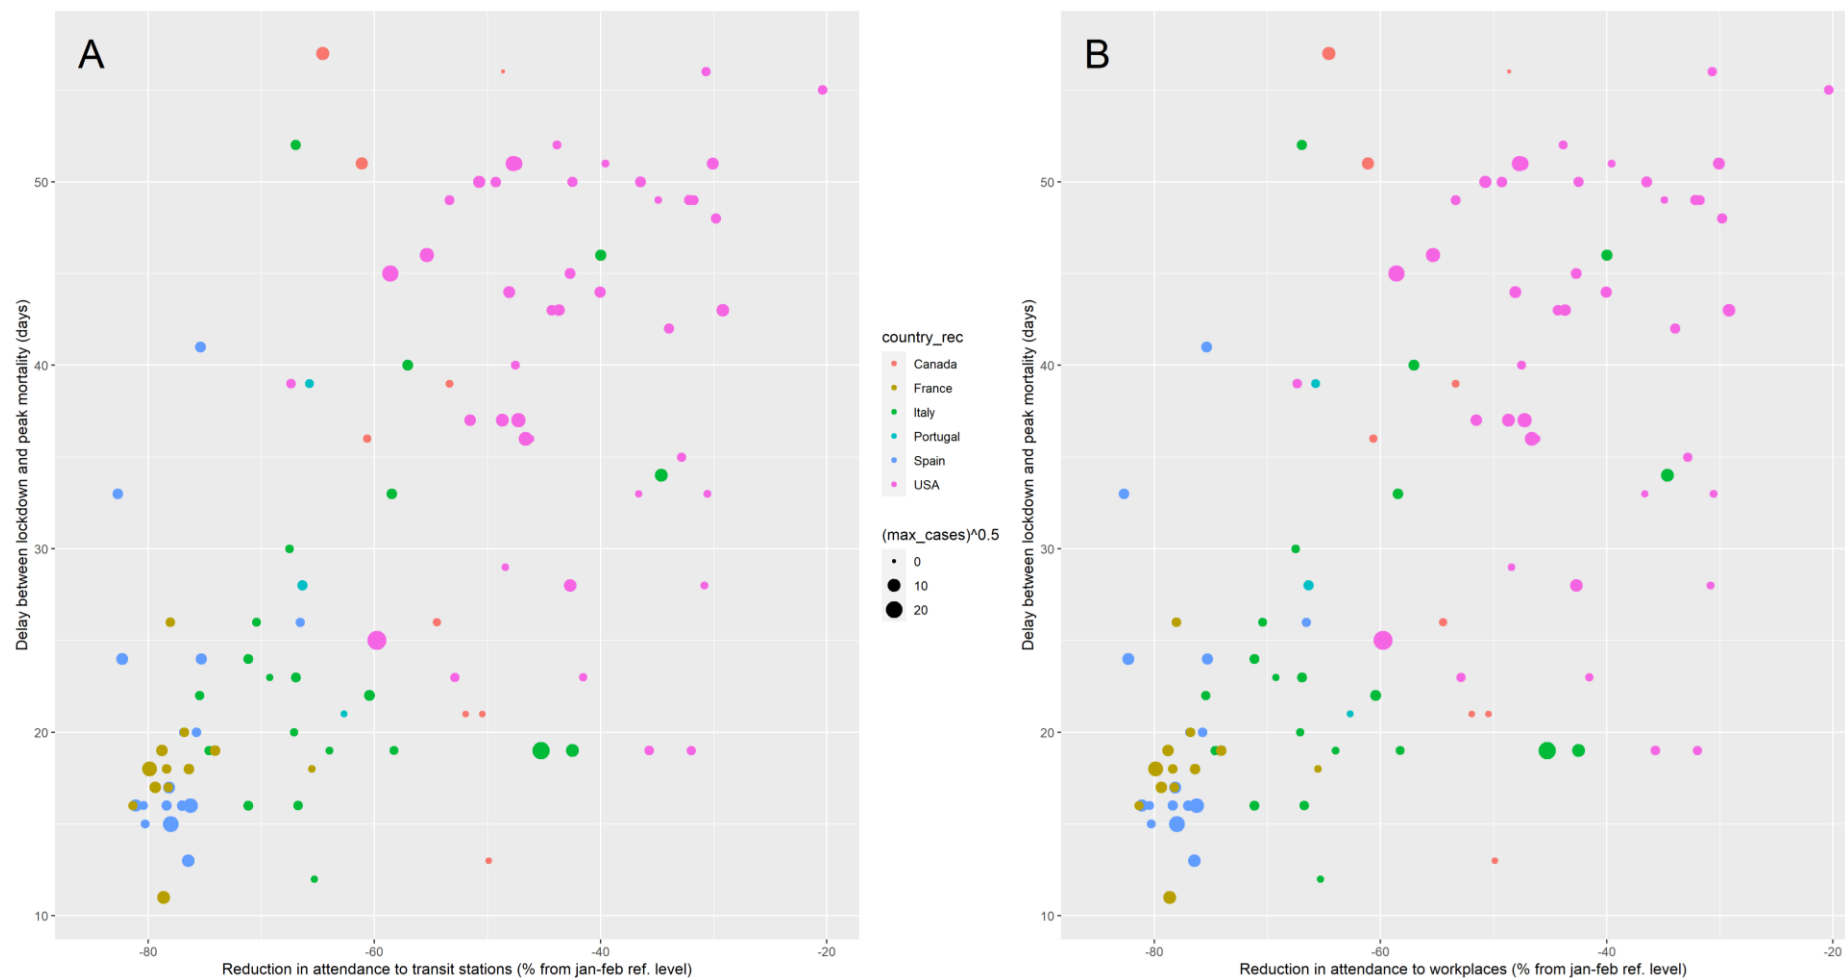 A
Delay between lockdown and peak mortality (days)
50
40
30
20
10
-80
-60
-40
-20
Reduction in attendance to transit stations (% from jan-feb ref. level)
country_rec
Canada
France
Italy
Portugal
Spain
USA
(max_cases)^0.5
0
10
20
B
Delay between lockdown and peak mortality (days)
50
40
30
20
10
-80
-60
-40
-20
Reduction in attendance to workplaces (% from jan-feb ref. level)